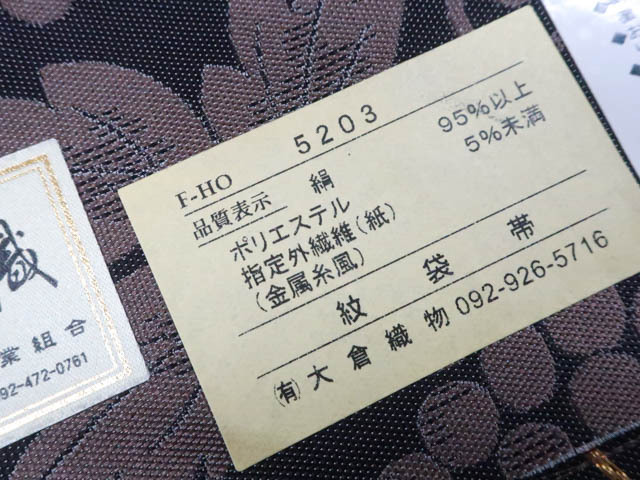 F-HO 5203
品質表示 絹 95%以上
ポリエステル 5%未満
指定外繊維(紙)
(金属糸風)
紋袋帯
(有)大倉織物 092-926-5716
織
業組合
92-472-0761